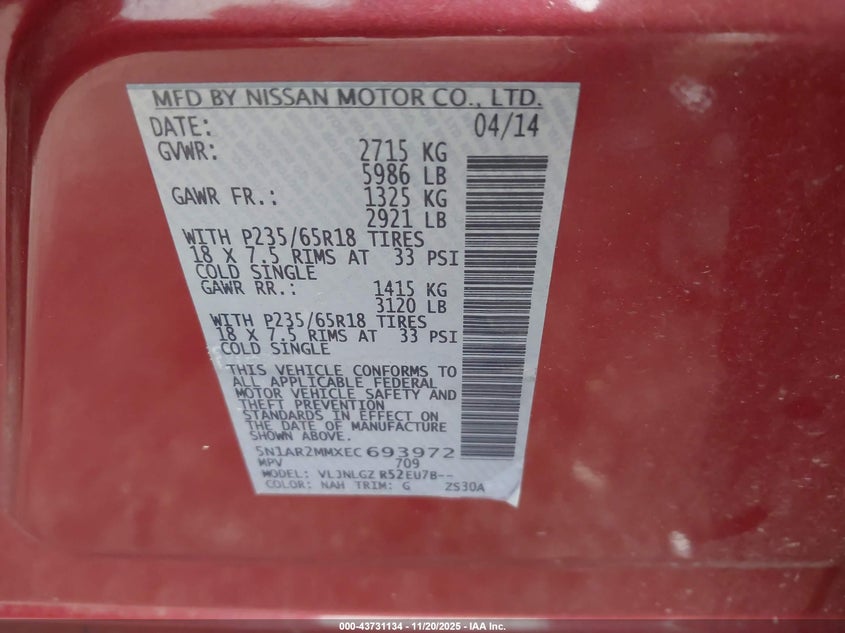 MFD BY NISSAN MOTOR CO., LTD.
DATE: 04/14
GVWR: 2715 KG
5986 LB
GAWR FR.: 1325 KG
2921 LB
WITH P235/65R18 TIRES
18 X 7.5 RIMS AT 33 PSI
COLD SINGLE
GAWR RR.: 1415 KG
3120 LB
WITH P235/65R18 TIRES
18 X 7.5 RIMS AT 33 PSI
COLD SINGLE
THIS VEHICLE CONFORMS TO
ALL APPLICABLE FEDERAL
MOTOR VEHICLE SAFETY AND
THEFT PREVENTION
STANDARDS IN EFFECT ON
THE DATE OF MANUFACTURE
SHOWN ABOVE.
5N1AR2MMXEC693972
MPV 709
MODEL: VLJNLGZ R52EU7B--
COLOR: NAH TRIM: G ZS30A
000-43731134 - 11/20/2025 - IAA Inc.